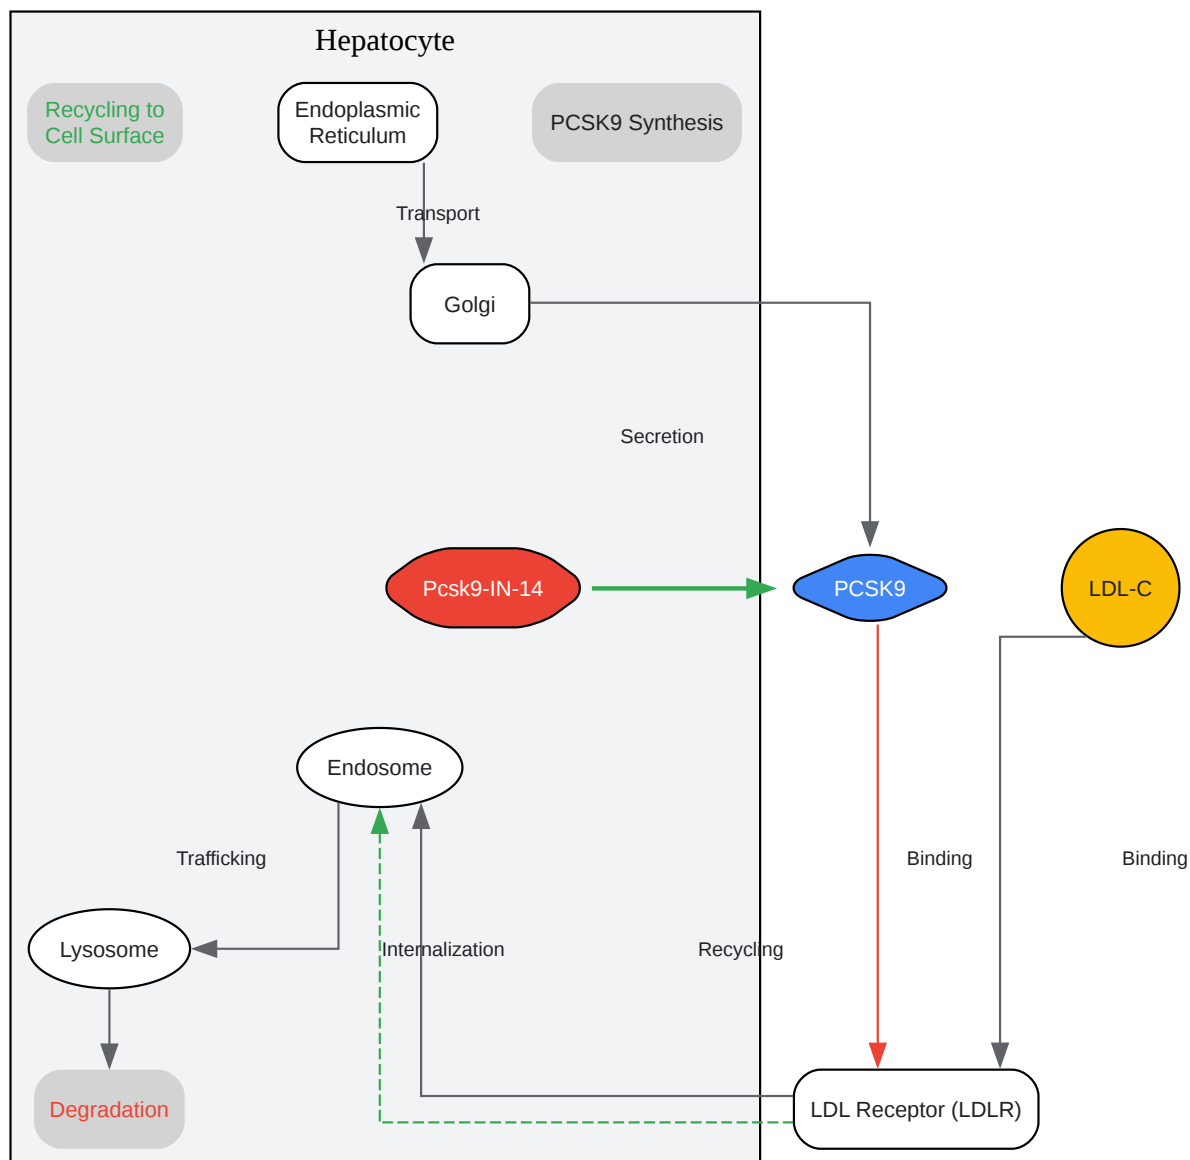 Hepatocyte
Recycling to
Cell Surface
Endoplasmic
Reticulum
PCSK9 Synthesis
Transport
Golgi
Secretion
Pcsk9-IN-14
PCSK9
LDL-C
Endosome
Trafficking
Binding
Binding
Lysosome
Internalization
Recycling
Degradation
LDL Receptor (LDLR)